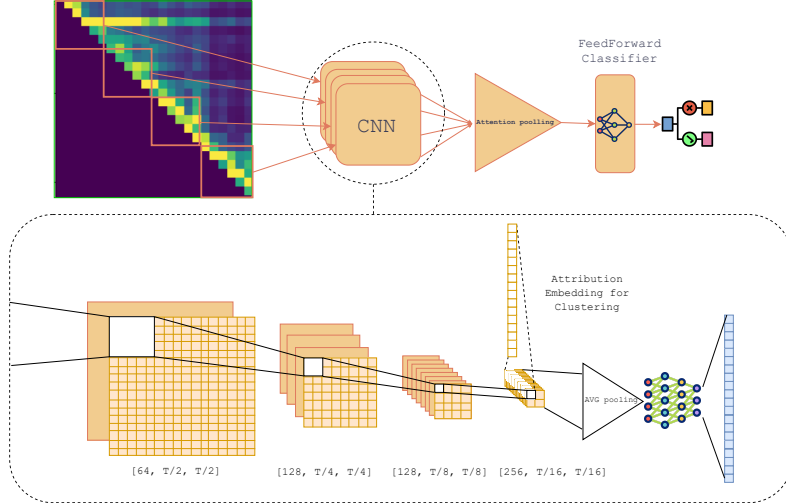 FeedForward
Classifier
CNN
Attention poolling
Attribution
Embedding for
Clustering
AVG pooling
[64, T/2, T/2]
[128, T/4, T/4]
[128, T/8, T/8]
[256, T/16, T/16]